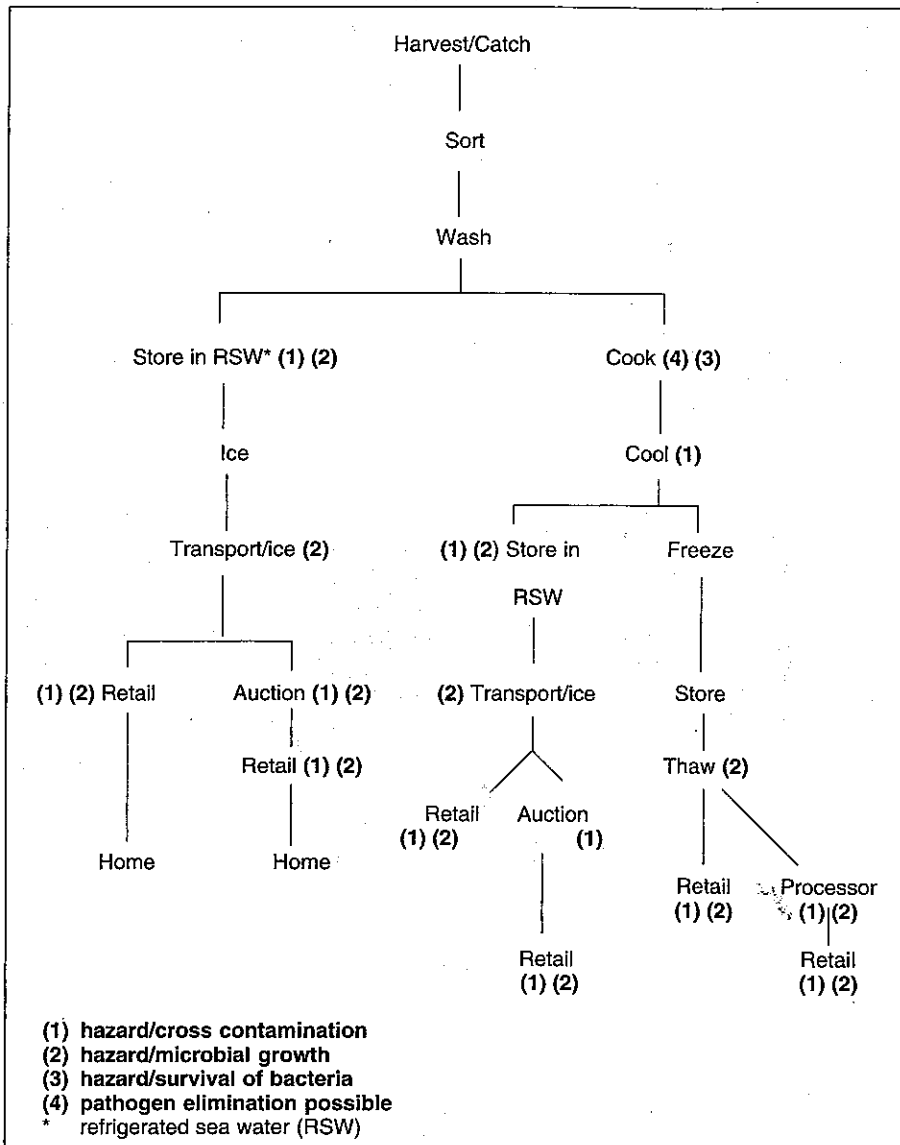 Harvest/Catch
Sort
Wash
Store in RSW* (1) (2)
Cook (4) (3)
Ice
Cool (1)
Transport/ice (2)
(1) (2) Store in
Freeze
RSW
(1) (2) Retail
Auction (1) (2)
(2) Transport/ice
Store
Retail (1) (2)
Thaw (2)
Retail
(1) (2)
Auction
(1)
Home
Home
Retail
(1) (2)
Processor
(1) (2)
Retail
(1) (2)
Retail
(1) (2)
(1) hazard/cross contamination
(2) hazard/microbial growth
(3) hazard/survival of bacteria
(4) pathogen elimination possible
* refrigerated sea water (RSW)